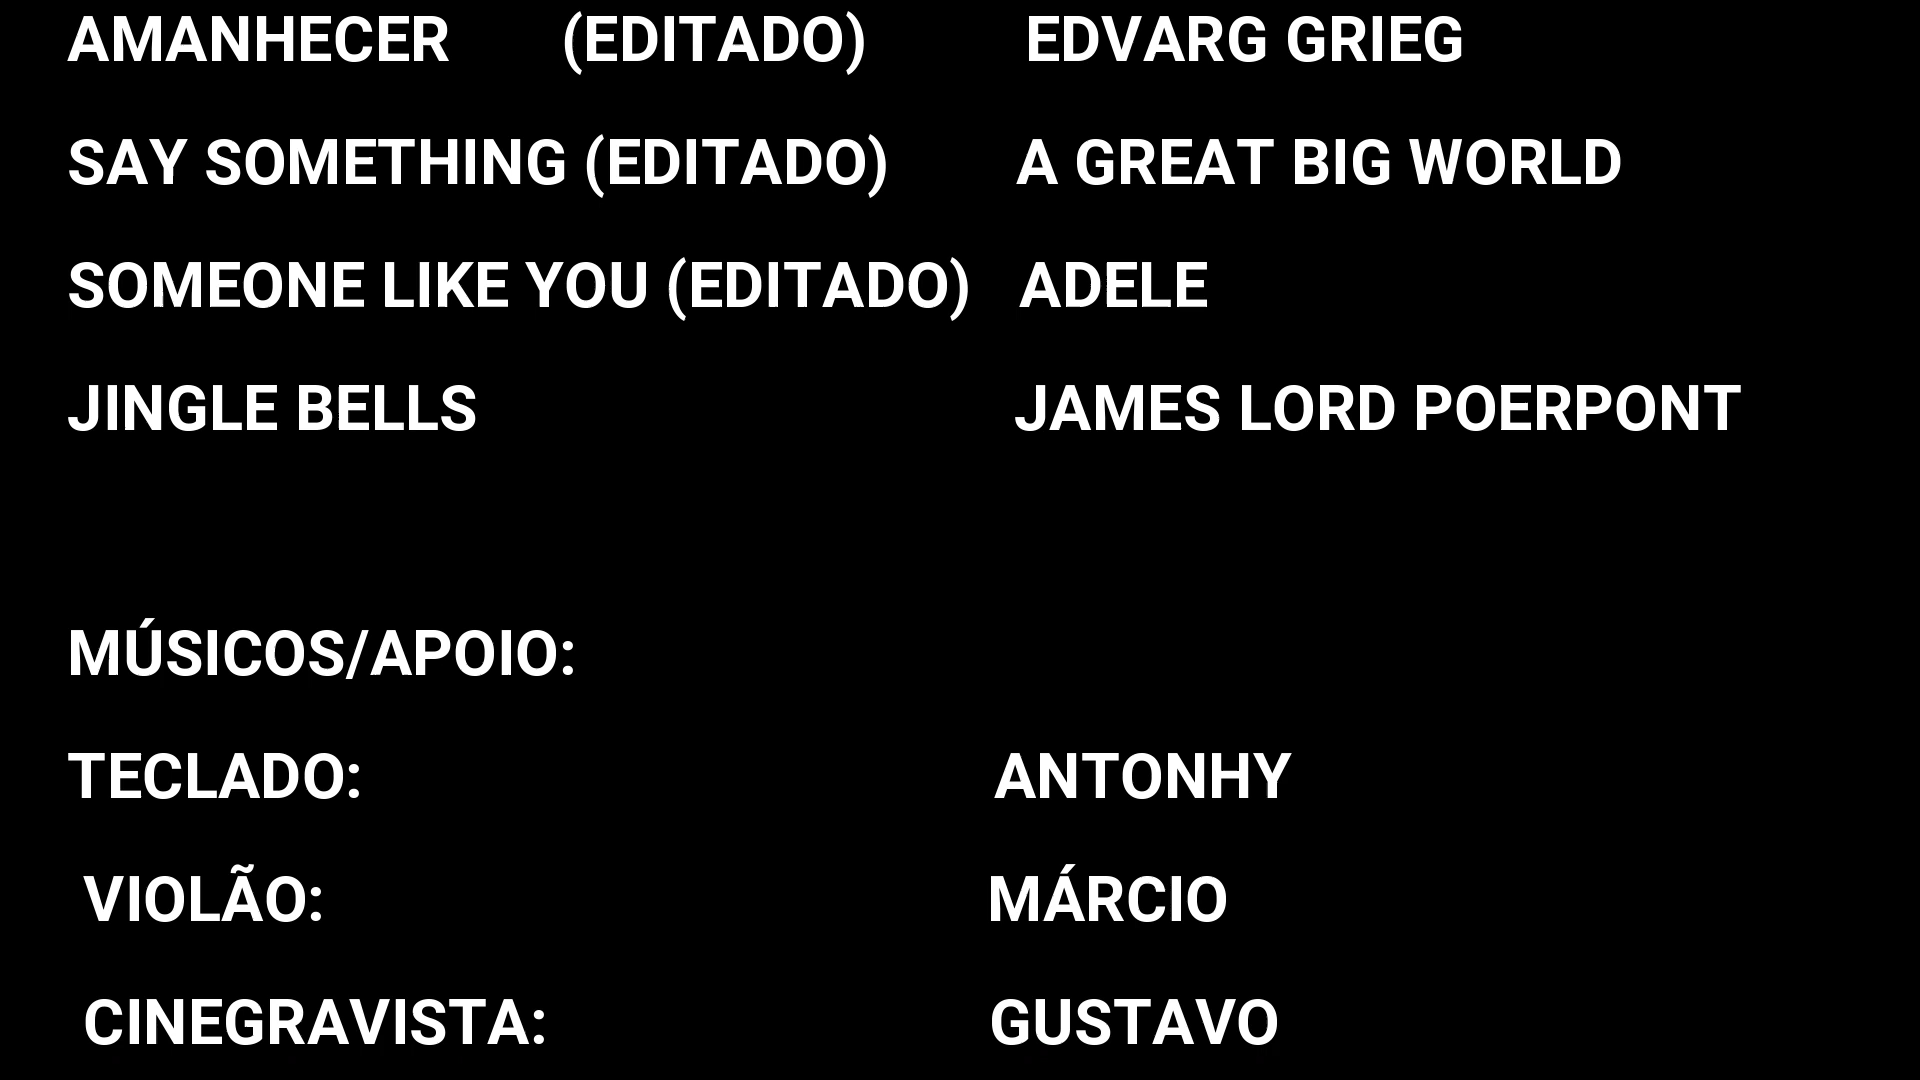 AMANHECER (EDITADO) EDVARG GRIEG
SAY SOMETHING (EDITADO) A GREAT BIG WORLD
SOMEONE LIKE YOU (EDITADO) ADELE
JINGLE BELLS JAMES LORD POERPONT
MÚSICOS/APOIO:
TECLADO: ANTONHY
VIOLÃO: MÁRCIO
CINEGRAVISTA: GUSTAVO